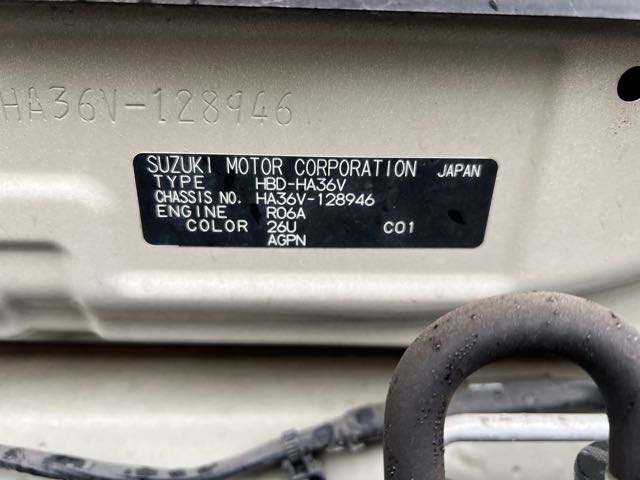 HA36V-128946
SUZUKI MOTOR CORPORATION JAPAN
TYPE HBD-HA36V
CHASSIS NO. HA36V-128946
ENGINE R06A
COLOR 26U C01
AGPN